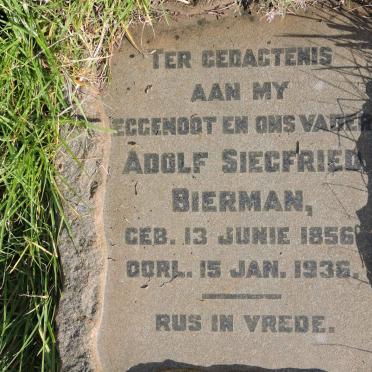 TER GEDACTENIS
AAN MY
EGGENOOT EN ONS VADER
ADOLF SIEGFRIED
BIERMAN,
GEB. 13 JUNIE 1856
OORL. 15 JAN. 1936.
RUS IN VREDE.